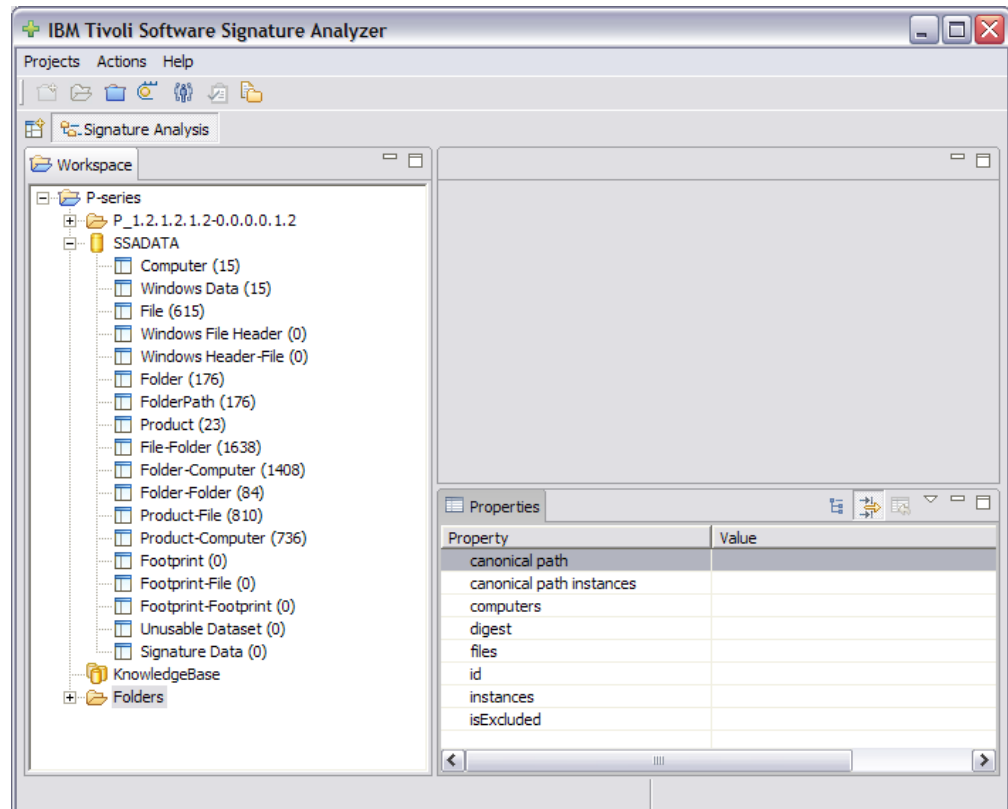 IBM Tivoli Software Signature Analyzer
Projects Actions Help
Signature Analysis
Workspace
P-series
P_1.2.1.2.1.2-0.0.0.0.1.2
SSADATA
Computer (15)
Windows Data (15)
File (615)
Windows File Header (0)
Windows Header-File (0)
Folder (176)
FolderPath (176)
Product (23)
File-Folder (1638)
Folder-Computer (1408)
Folder-Folder (84)
Product-File (810)
Product-Computer (736)
Footprint (0)
Footprint-File (0)
Footprint-Footprint (0)
Unusable Dataset (0)
Signature Data (0)
KnowledgeBase
Folders
Properties
Property Value
canonical path
canonical path instances
computers
digest
files
id
instances
isExcluded